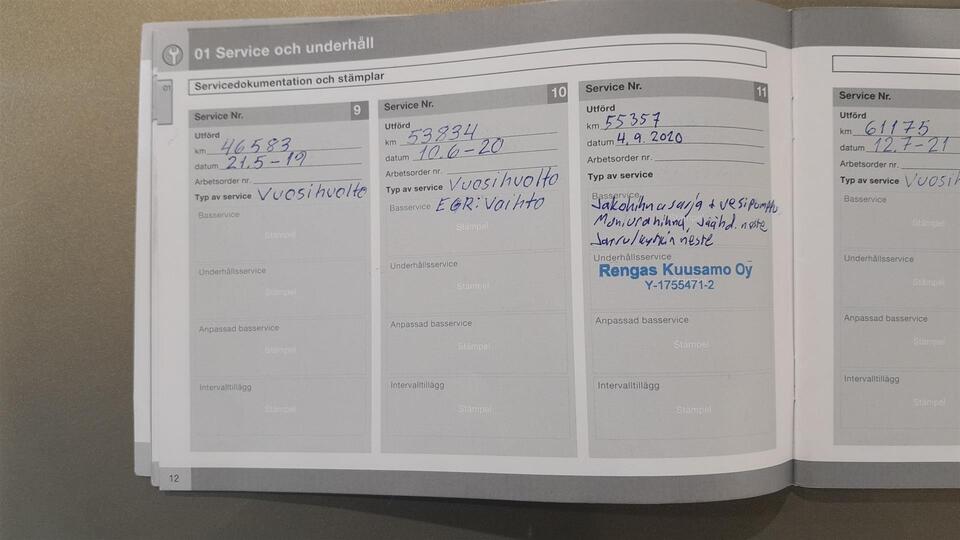 01 Service och underhåll
01
Servicedokumentation och stämplar
Service Nr. 9
Utförd
km 46583
datum 21.5-19
Arbetsorder nr.
Typ av service Vuosihuolto
Basservice
Stämpel
Underhållsservice
Stämpel
Anpassad basservice
Stämpel
Intervalltillägg
Stämpel
Service Nr. 10
Utförd
km 53834
datum 10.6-20
Arbetsorder nr.
Typ av service Vuosihuolto
Basservice EGR:Vaihto
Stämpel
Underhållsservice
Stämpel
Anpassad basservice
Stämpel
Intervalltillägg
Stämpel
Service Nr. 11
Utförd
km 55357
datum 4.9.2020
Arbetsorder nr.
Typ av service
Basservice
Jakohihnasarja + vesipumppu
Moniurahihna, jäähd. neste
Jarru/kytkin neste
Underhållsservice
Rengas Kuusamo Oy
Y-1755471-2
Anpassad basservice
Stämpel
Intervalltillägg
Stämpel
12
Service Nr.
Utförd
km 61175
datum 12.7-21
Arbetsorder nr.
Typ av service
Basservice
Stämpel
Underhållsservice
Stämpel
Anpassad basservice
Stämpel
Intervalltillägg
Stämpel